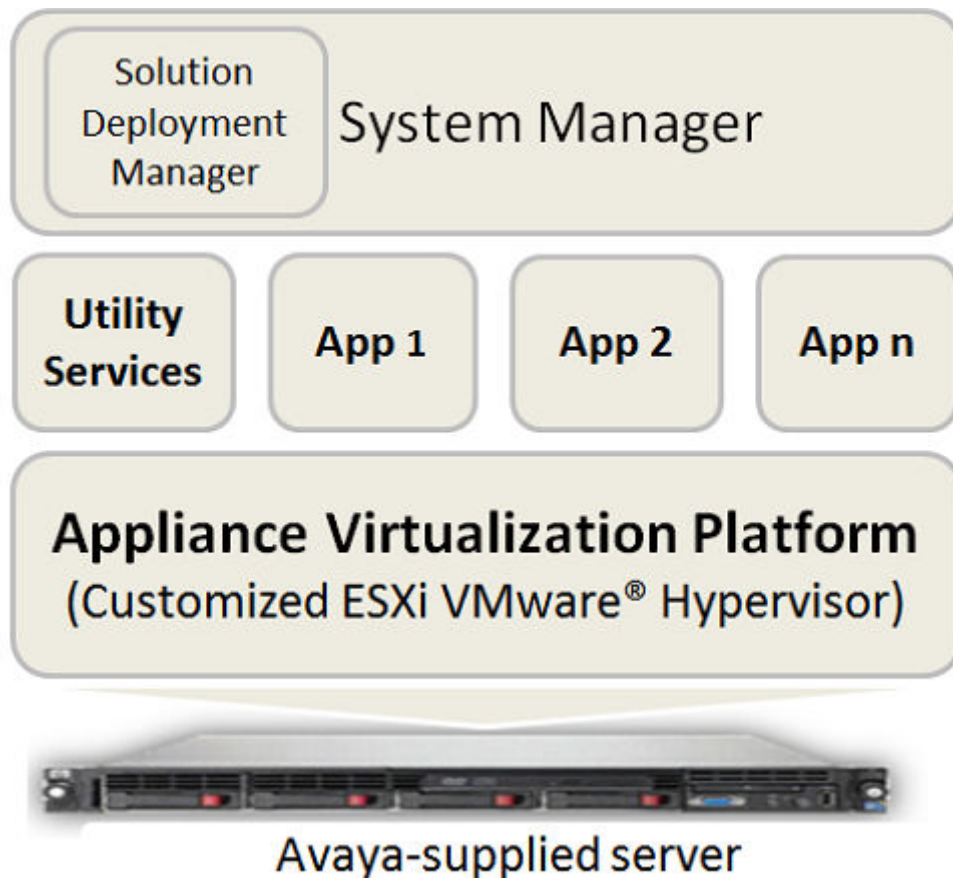 Solution
Deployment
Manager
System Manager
Utility
Services
App 1
App 2
App n
Appliance Virtualization Platform
(Customized ESXi VMware® Hypervisor)
Avaya-supplied server